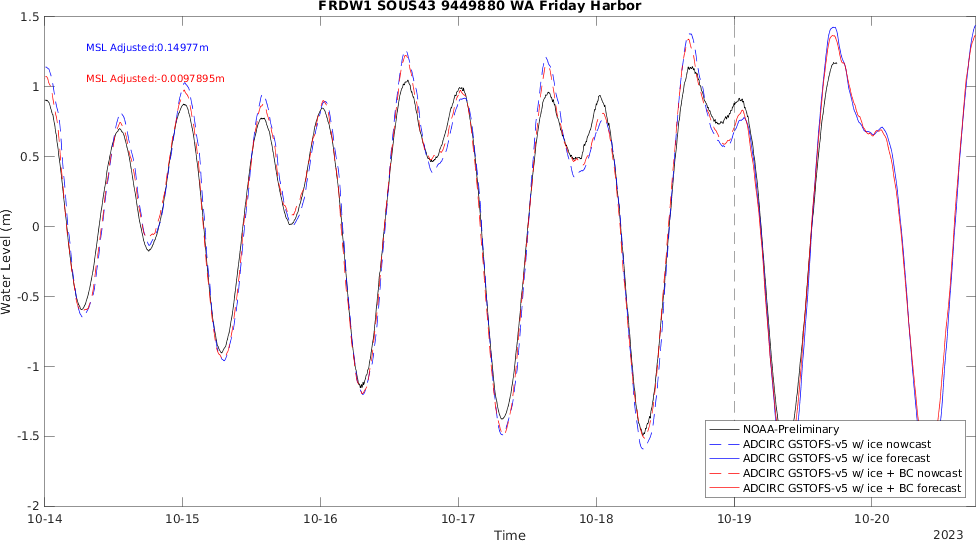 FRDW1 SOUS43 9449880 WA Friday Harbor
MSL Adjusted:0.14977m
MSL Adjusted:-0.0097895m
Water Level (m)
1.5
1
0.5
0
-0.5
-1
-1.5
-2
NOAA-Preliminary
ADCIRC GSTOFS-v5 w/ ice nowcast
ADCIRC GSTOFS-v5 w/ ice forecast
ADCIRC GSTOFS-v5 w/ ice + BC nowcast
ADCIRC GSTOFS-v5 w/ ice + BC forecast
10-14 10-15 10-16 10-17 10-18 10-19 10-20
Time
2023